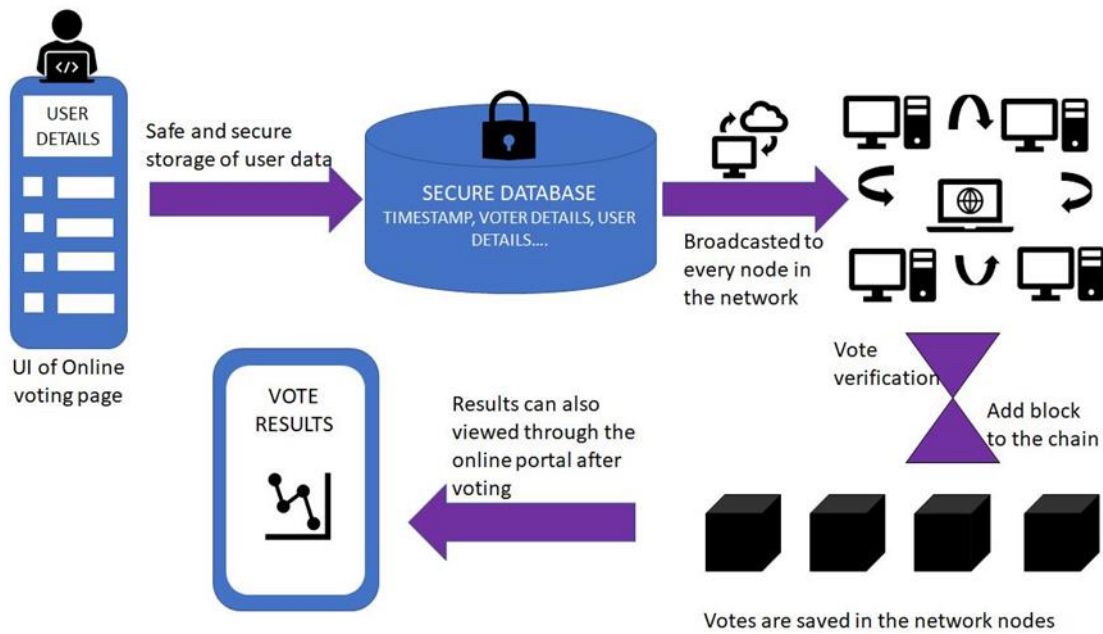 USER
DETAILS
Safe and secure
storage of user data
SECURE DATABASE
TIMESTAMP, VOTER DETAILS, USER
DETAILS....
Broadcasted to
every node in
the network
UI of Online
voting page
Vote
verification
Add block
to the chain
VOTE
RESULTS
Results can also
viewed through the
online portal after
voting
Votes are saved in the network nodes